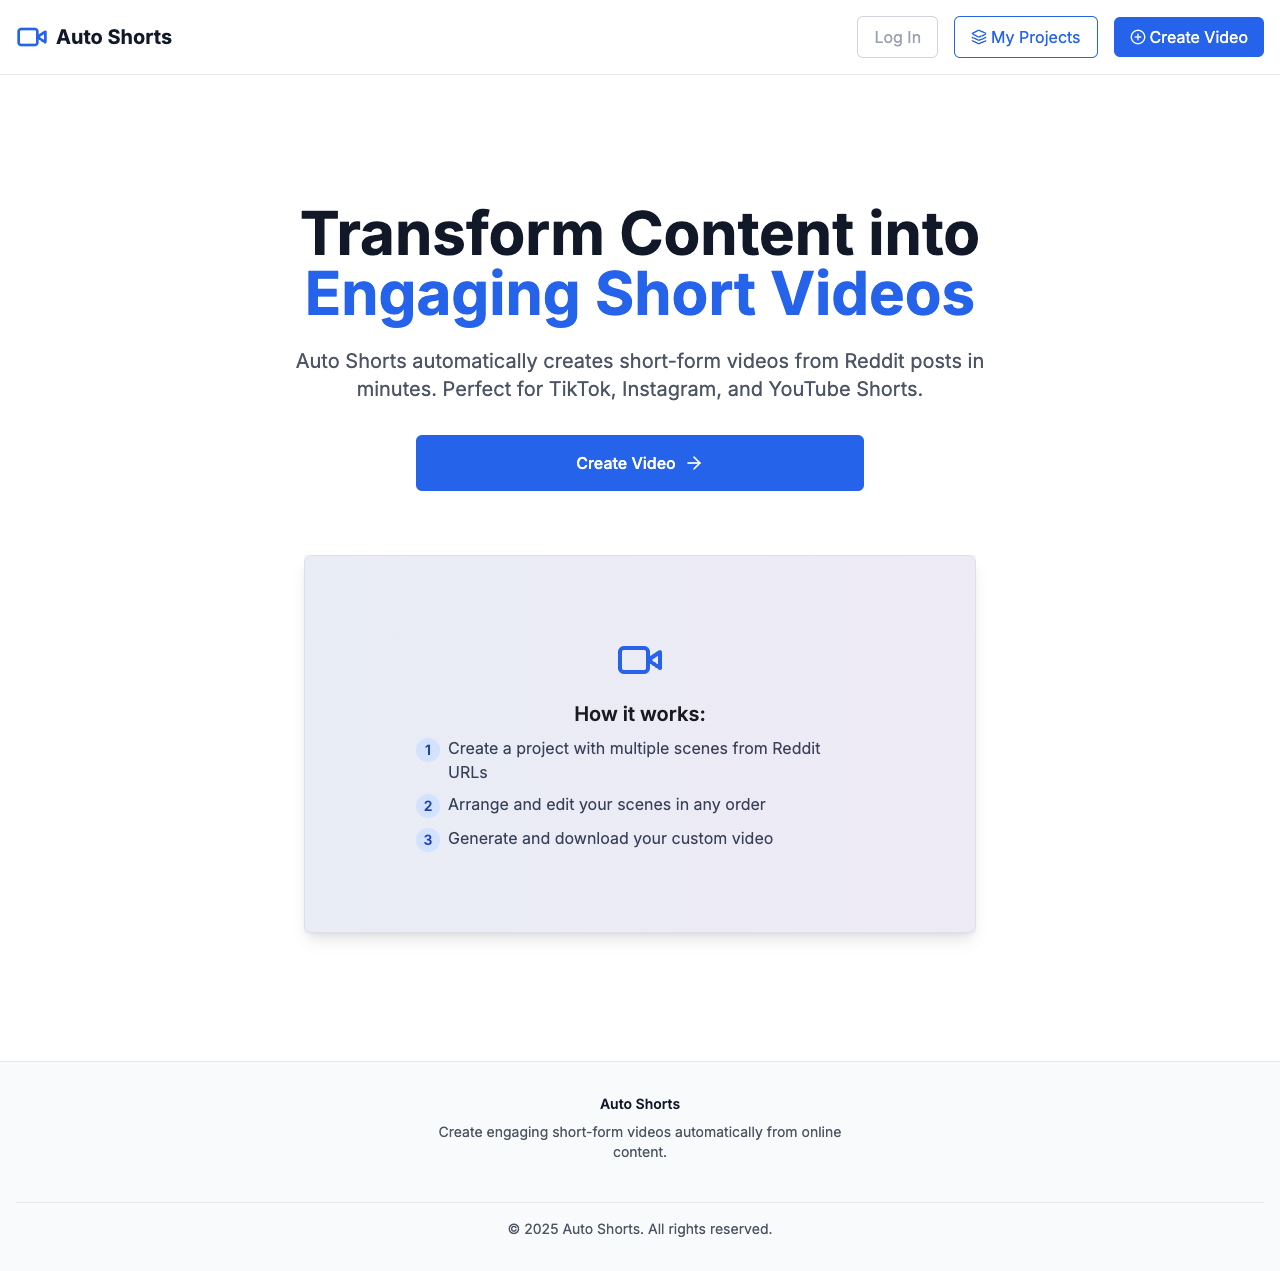 Auto Shorts
Log In
My Projects
Create Video
Transform Content into
Engaging Short Videos
Auto Shorts automatically creates short-form videos from Reddit posts in
minutes. Perfect for TikTok, Instagram, and YouTube Shorts.
Create Video
How it works:
1 Create a project with multiple scenes from Reddit
URLs
2 Arrange and edit your scenes in any order
3 Generate and download your custom video
Auto Shorts
Create engaging short-form videos automatically from online
content.
© 2025 Auto Shorts. All rights reserved.